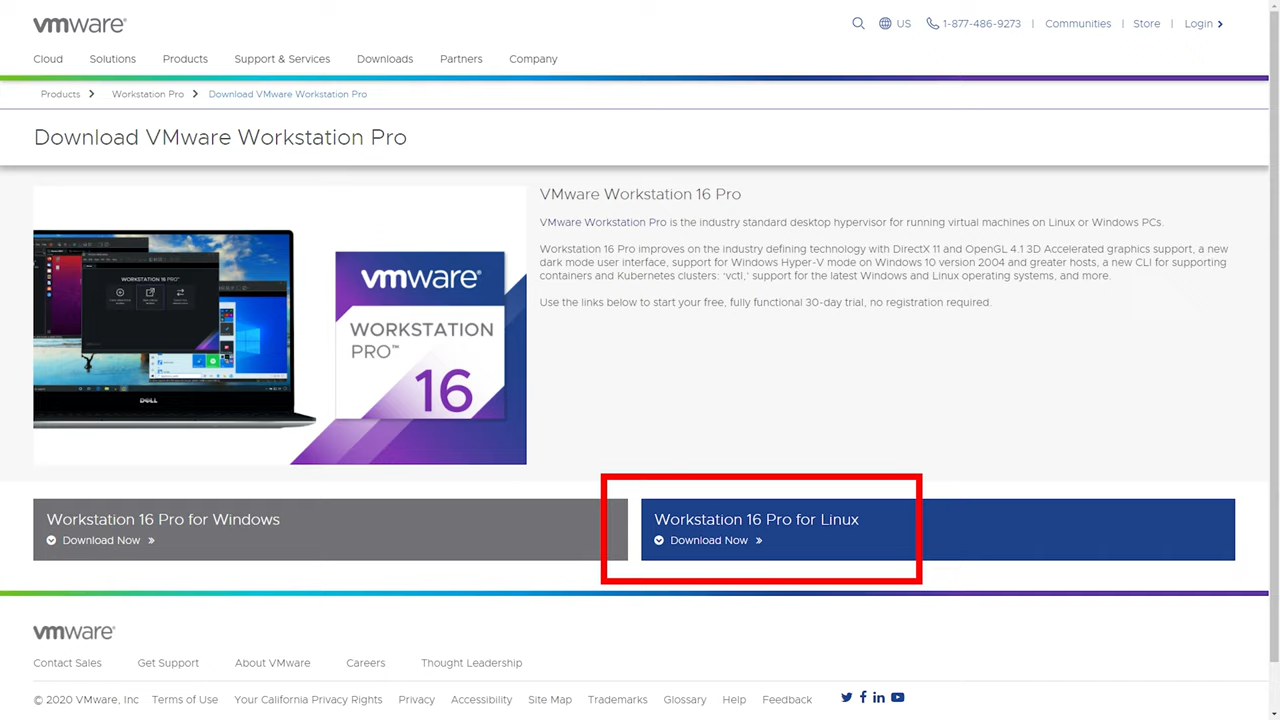 vmware®
US
1-877-486-9273
Communities
Store
Login
Cloud
Solutions
Products
Support & Services
Downloads
Partners
Company
Products
Workstation Pro
Download VMware Workstation Pro
Download VMware Workstation Pro
VMware Workstation 16 Pro
VMware Workstation Pro is the industry standard desktop hypervisor for running virtual machines on Linux or Windows PCs.
Workstation 16 Pro improves on the industry defining technology with DirectX 11 and OpenGL 4.1 3D Accelerated graphics support, a new
dark mode user interface, support for Windows Hyper-V mode on Windows 10 version 2004 and greater hosts, a new CLI for supporting
containers and Kubernetes clusters: ‘vctl,’ support for the latest Windows and Linux operating systems, and more.
Use the links below to start your free, fully functional 30-day trial, no registration required.
WORKSTATION 16 PRO™
DELL
vmware®
WORKSTATION
PRO™
16
Workstation 16 Pro for Windows
Download Now »
Workstation 16 Pro for Linux
Download Now »
vmware®
Contact Sales
Get Support
About VMware
Careers
Thought Leadership
© 2020 VMware, Inc
Terms of Use
Your California Privacy Rights
Privacy
Accessibility
Site Map
Trademarks
Glossary
Help
Feedback